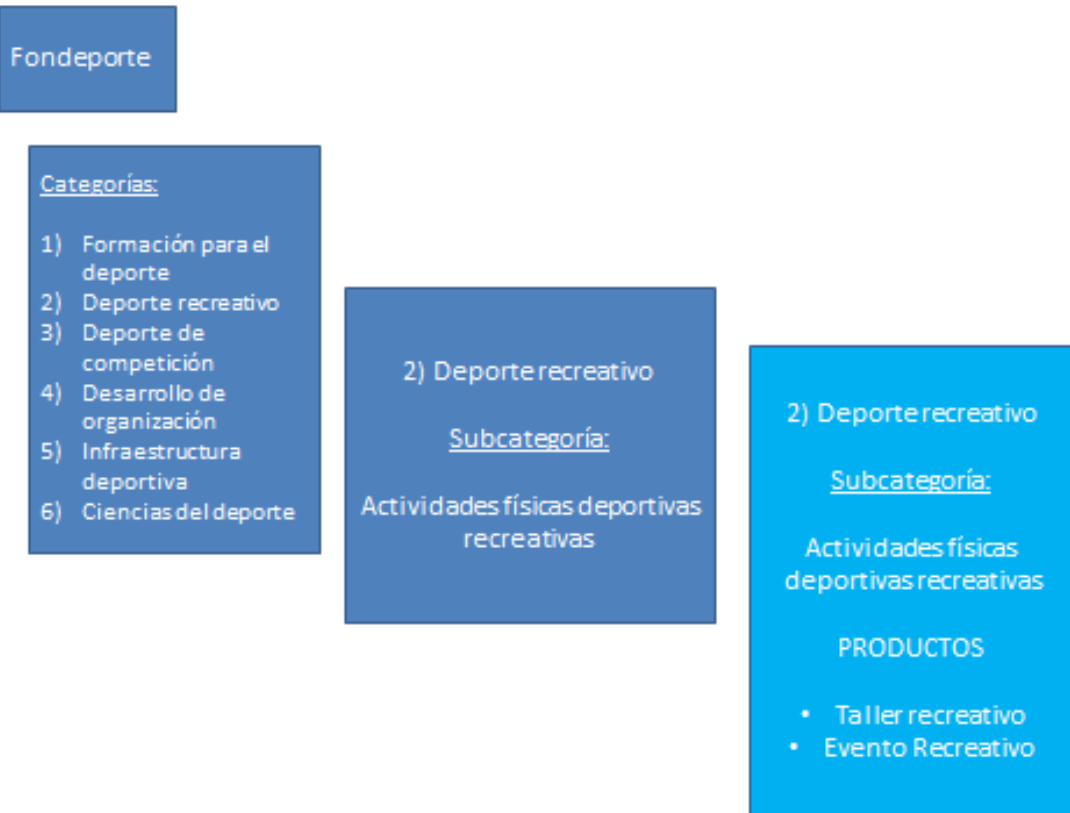 Fondeporte
Categorías:
1) Formación para el
deporte
2) Deporte recreativo
3) Deporte de
competición
4) Desarrollo de
organización
5) Infraestructura
deportiva
6) Ciencias del deporte
2) Deporte recreativo
Subcategoría:
Actividades físicas deportivas
recreativas
2) Deporte recreativo
Subcategoría:
Actividades físicas
deportivas recreativas
PRODUCTOS
• Taller recreativo
• Evento Recreativo